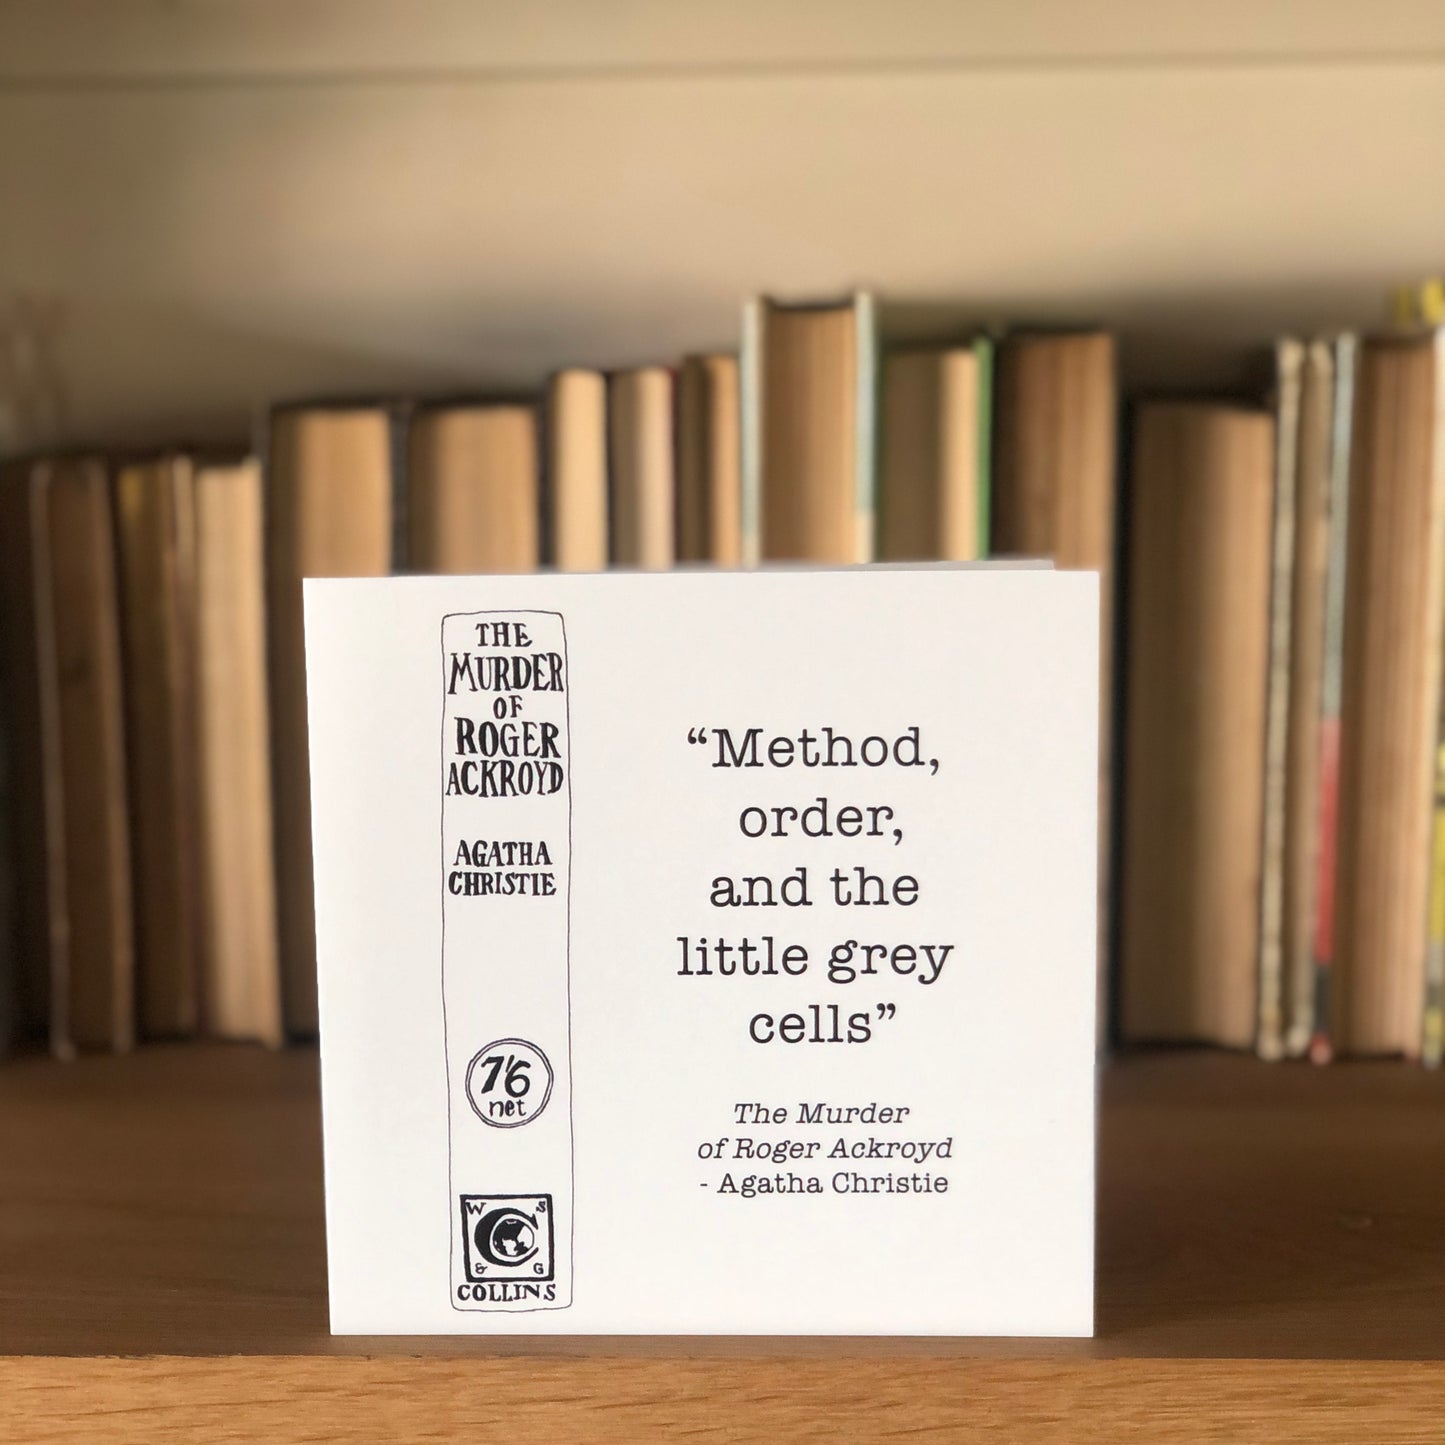 THE
MURDER
OF
ROGER
ACKROYD
AGATHA
CHRISTIE
7'6
net
W S
C
& G
COLLINS
“Method,
order,
and the
little grey
cells”
The Murder
of Roger Ackroyd
- Agatha Christie